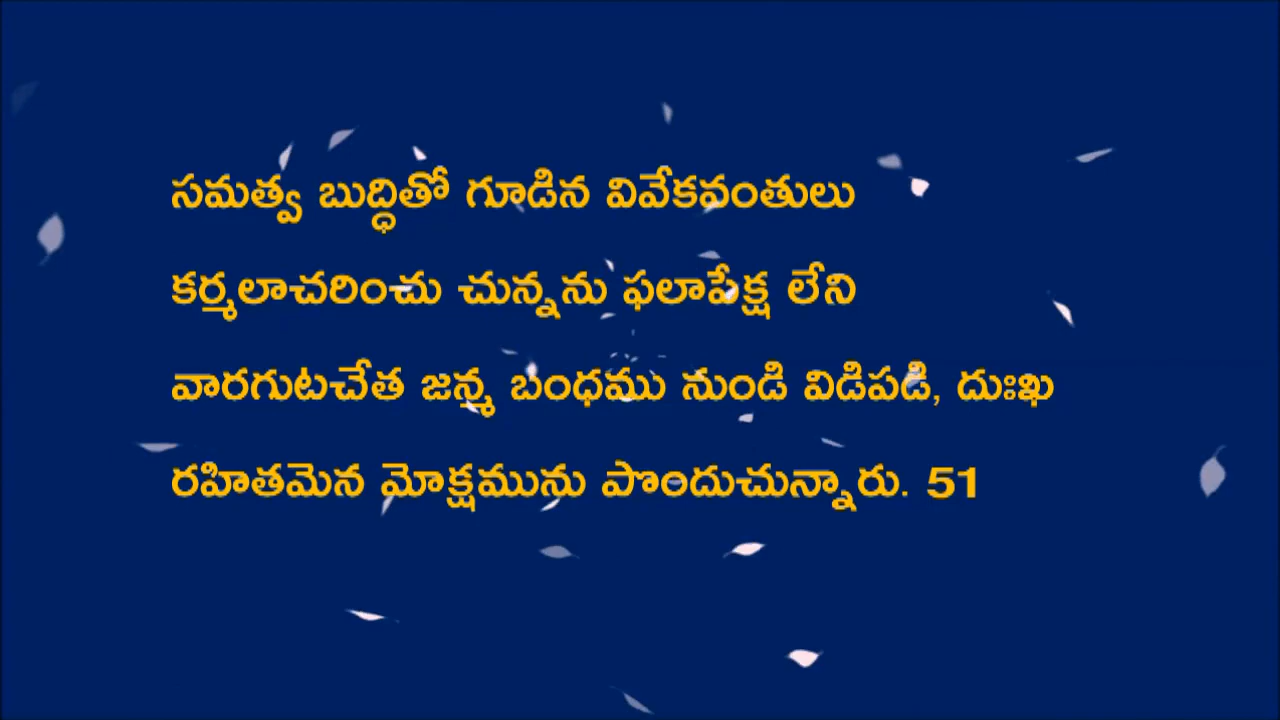 సమత్వ బుద్ధితో గూడిన వివేకవంతులు
కర్మలాచరించు చున్నను ఫలాపేక్ష లేని
వారగుటచేత జన్మ బంధము నుండి విడిపడి, దుఃఖ
రహితమెన మోక్షమును పొందుచున్నారు. 51